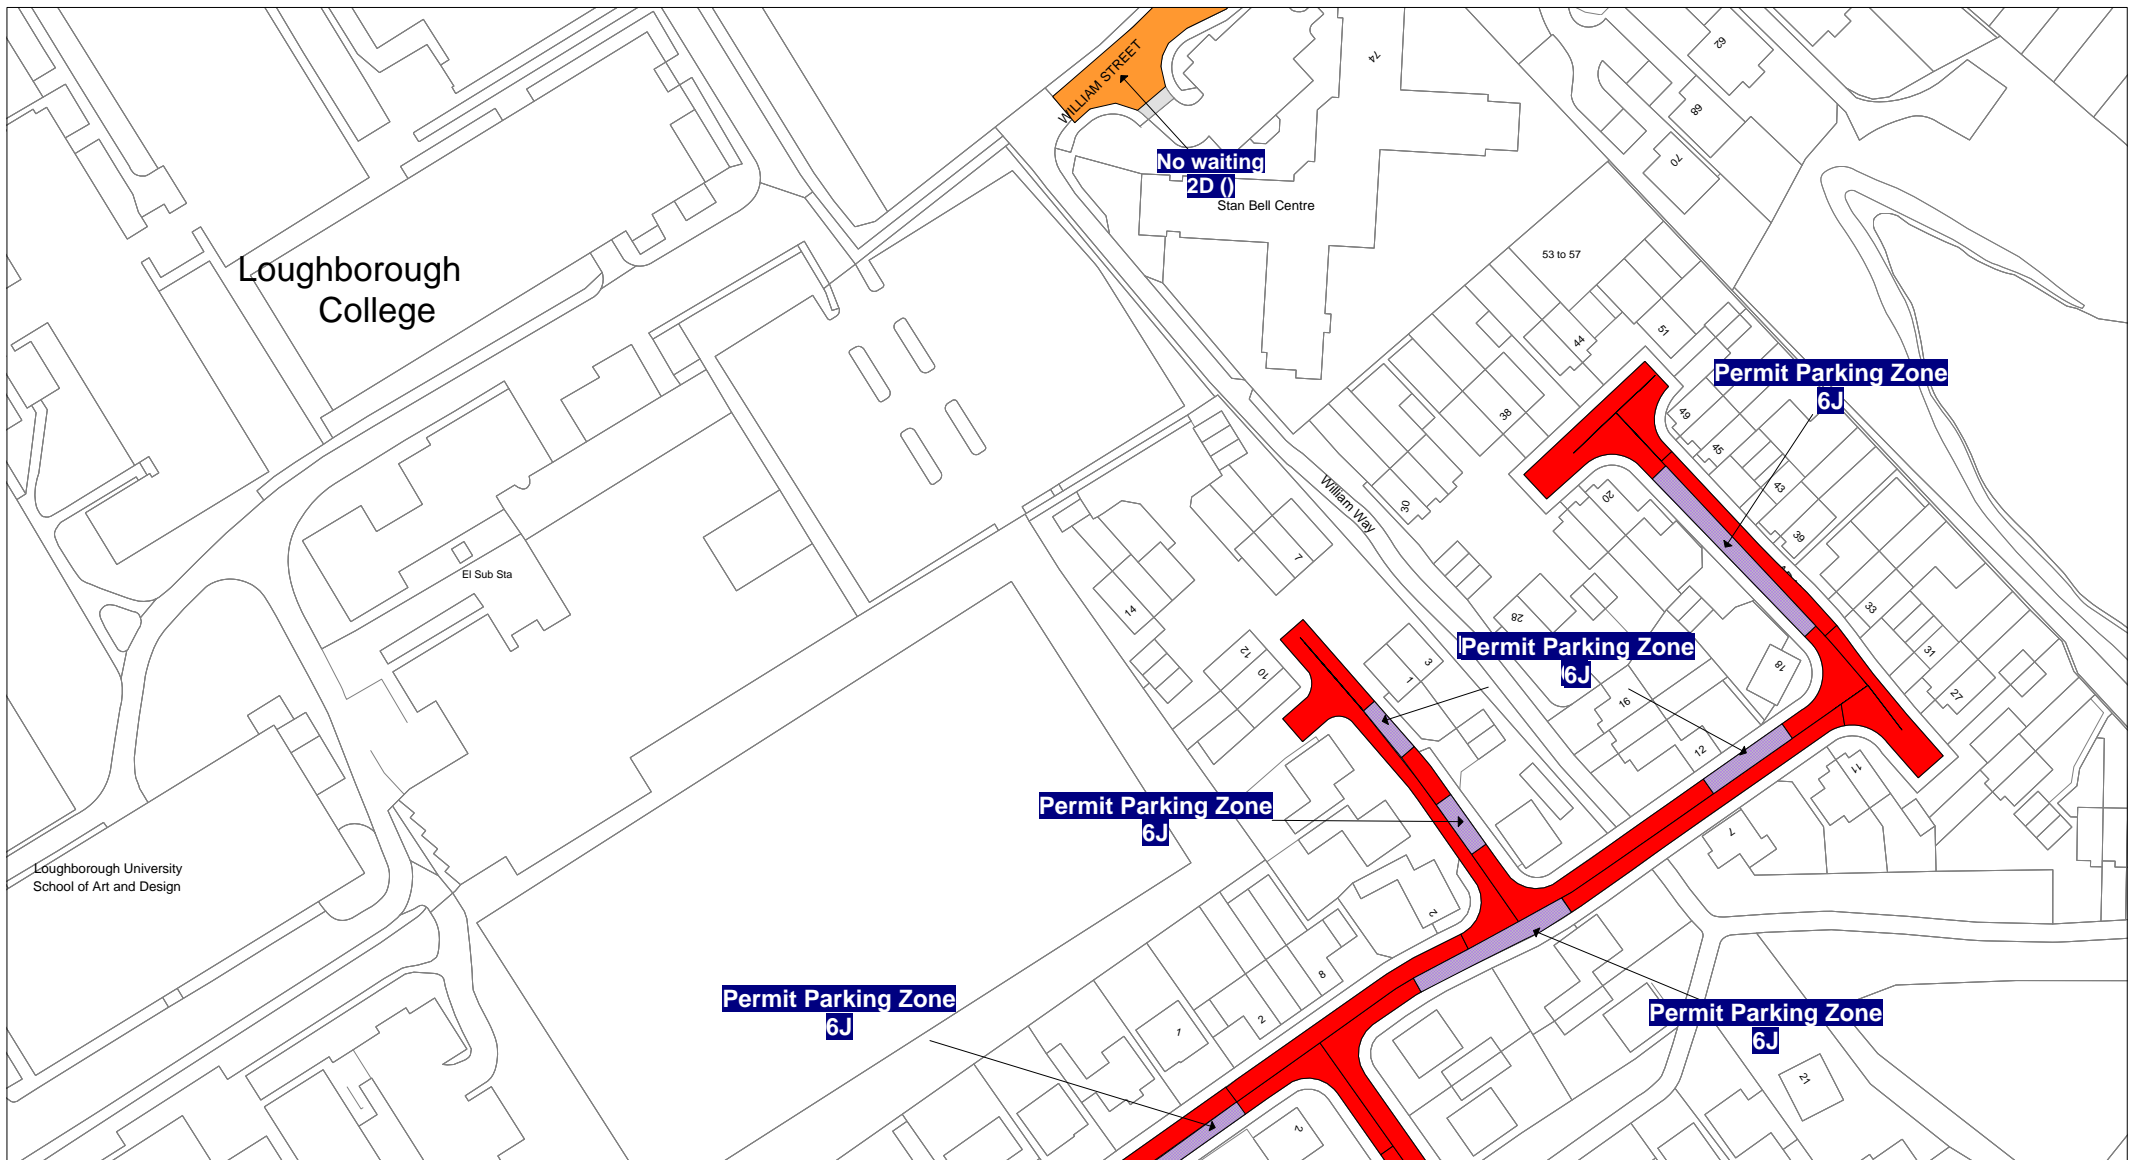 WILLIAM STREET
74
62
68
70
No waiting
2D ()
Stan Bell Centre
53 to 57
Loughborough
College
51
44
Permit Parking Zone
6J
38
49
45
43
39
30
20
William Way
7
El Sub Sta
14
28
33
31
27
12
10
3
1
Permit Parking Zone
6J
18
16
12
11
7
Permit Parking Zone
6J
Loughborough University
School of Art and Design
2
8
2
1
Permit Parking Zone
6J
Permit Parking Zone
6J
21
2